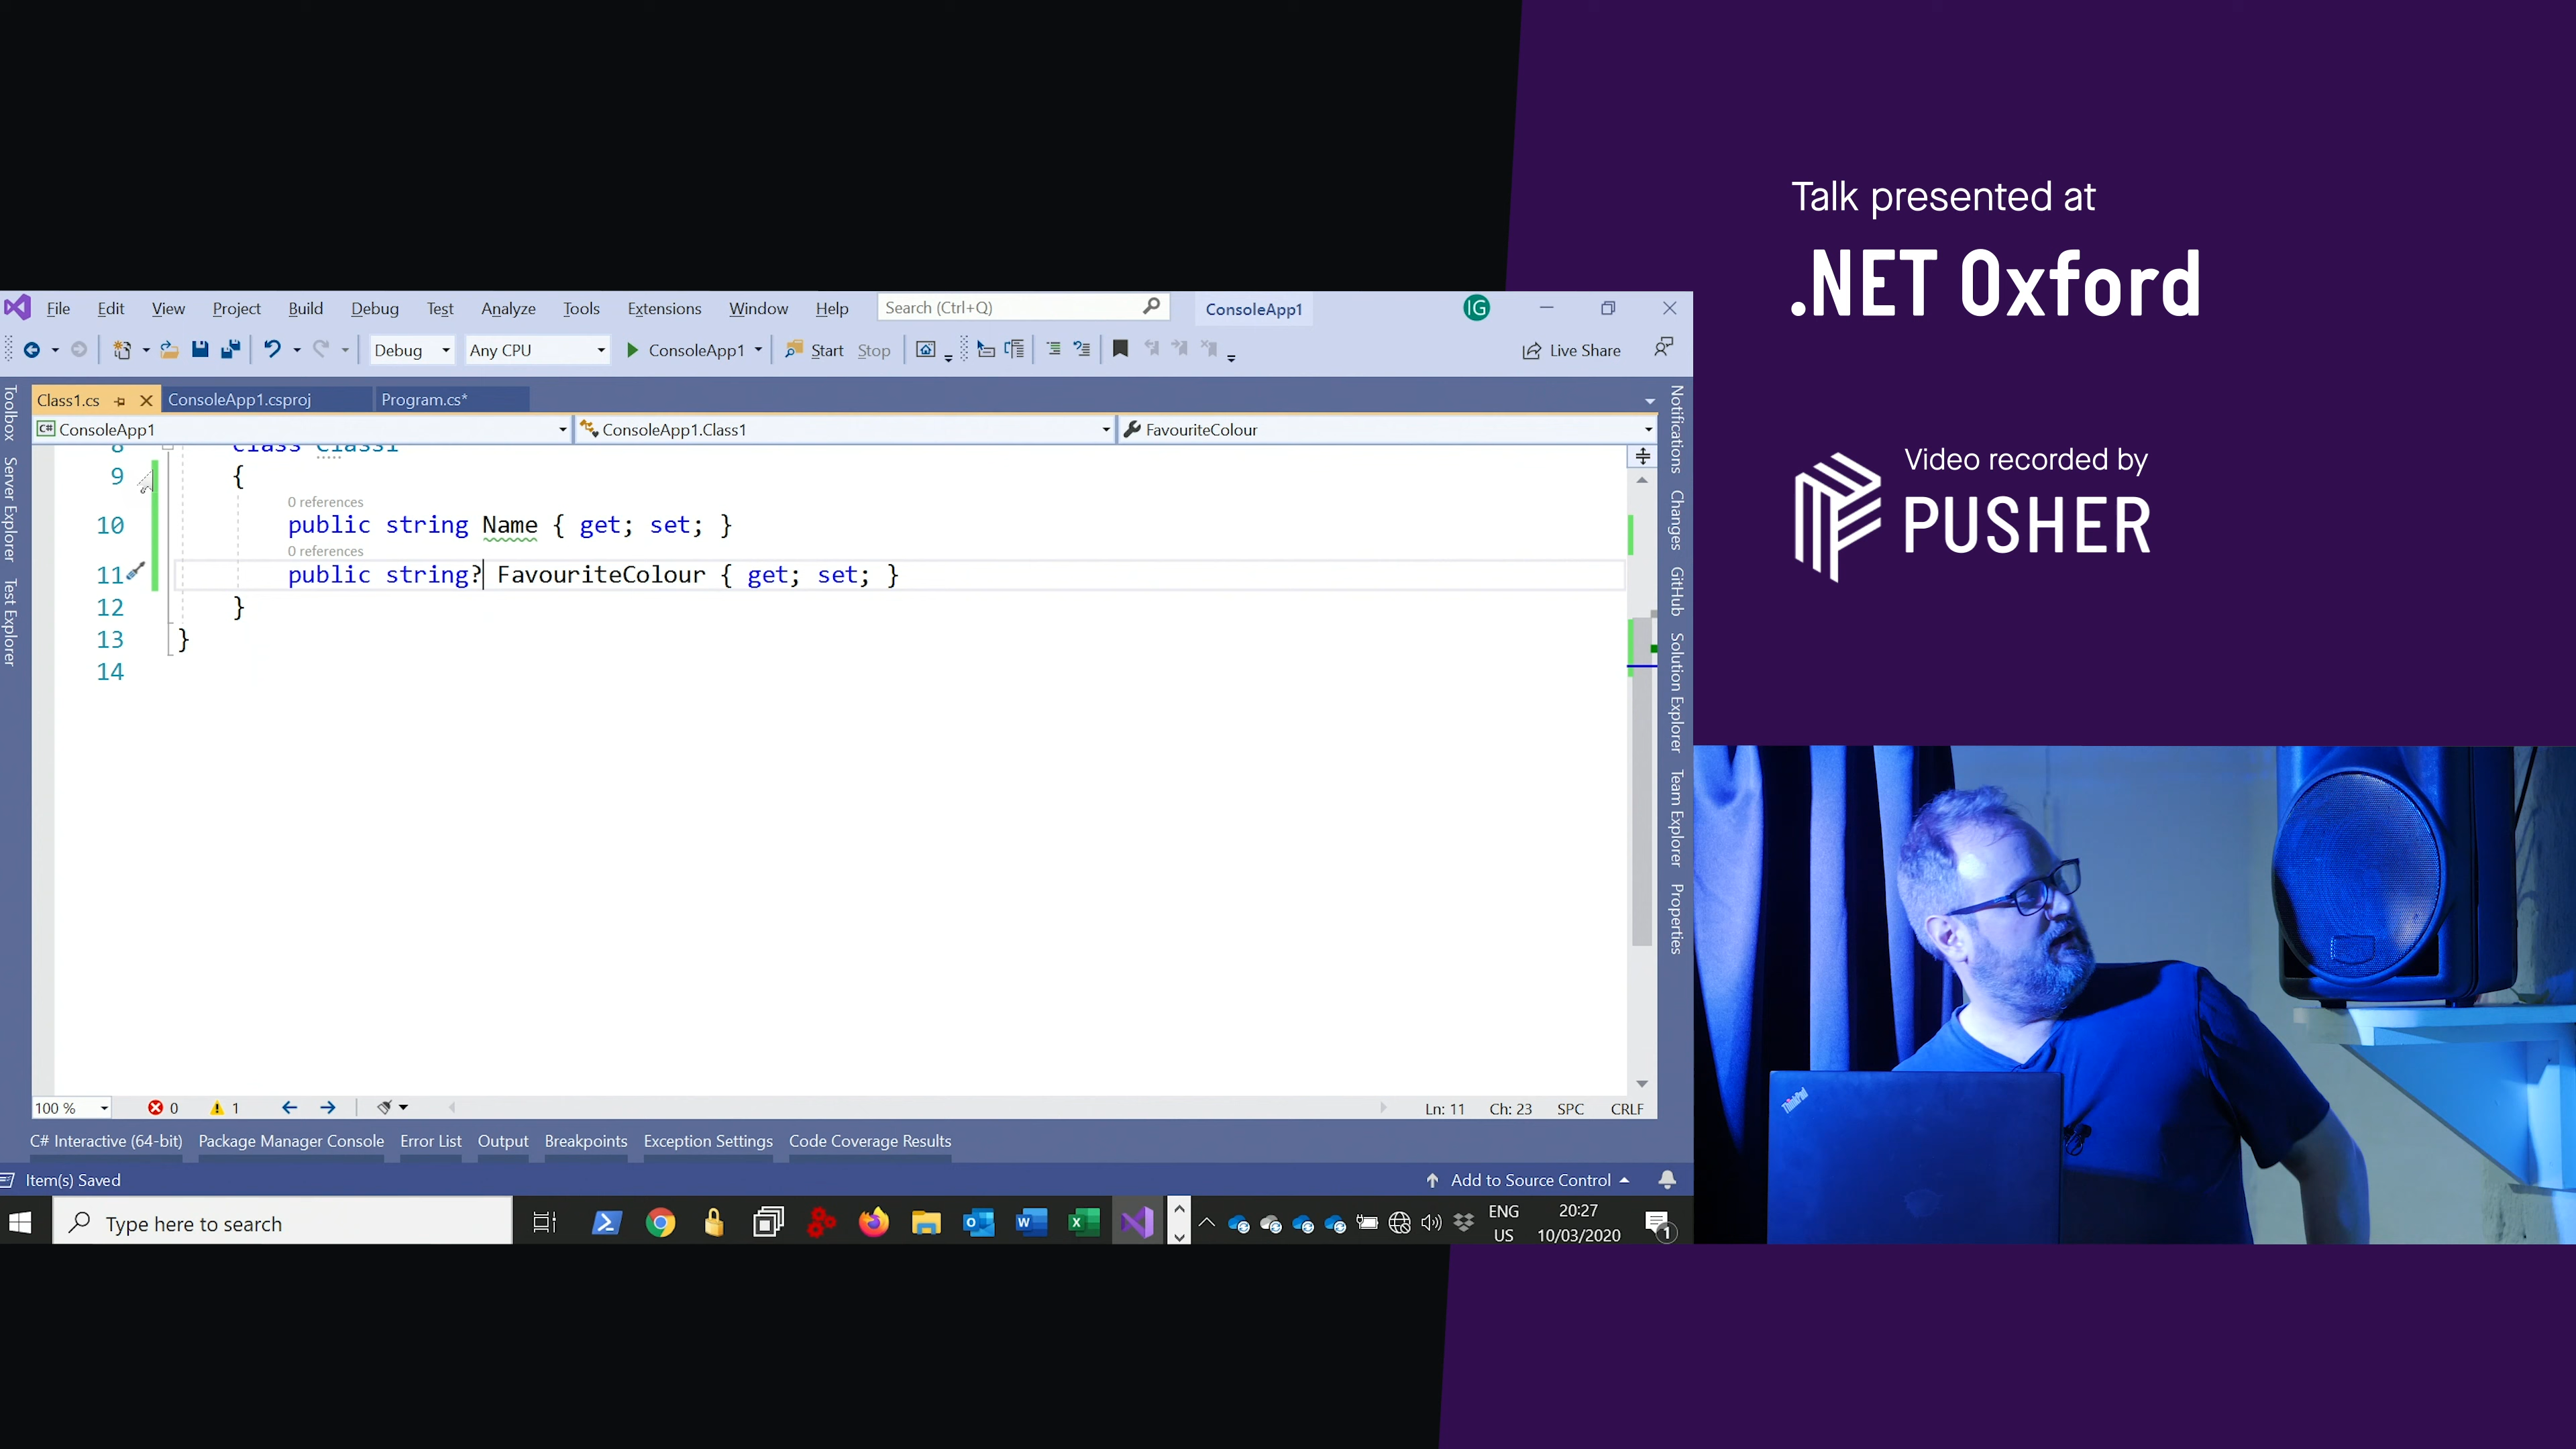 Talk presented at
.NET Oxford
Video recorded by
PUSHER
File Edit View Project Build Debug Test Analyze Tools Extensions Window Help Search (Ctrl+Q) ConsoleApp1 IG
Debug Any CPU ConsoleApp1 Start Stop Live Share
Class1.cs ConsoleApp1.csproj Program.cs*
C# ConsoleApp1 ConsoleApp1.Class1 FavouriteColour
8 class Class1
9 {
0 references
10 public string Name { get; set; }
0 references
11 public string? FavouriteColour { get; set; }
12 }
13 }
14
Toolbox
Server Explorer
Test Explorer
Notifications
Changes
GitHub
Solution Explorer
Team Explorer
Properties
100 % 0 1 Ln: 11 Ch: 23 SPC CRLF
C# Interactive (64-bit) Package Manager Console Error List Output Breakpoints Exception Settings Code Coverage Results
Item(s) Saved Add to Source Control
Type here to search
ENG
US
20:27
10/03/2020
1
ThinkPad